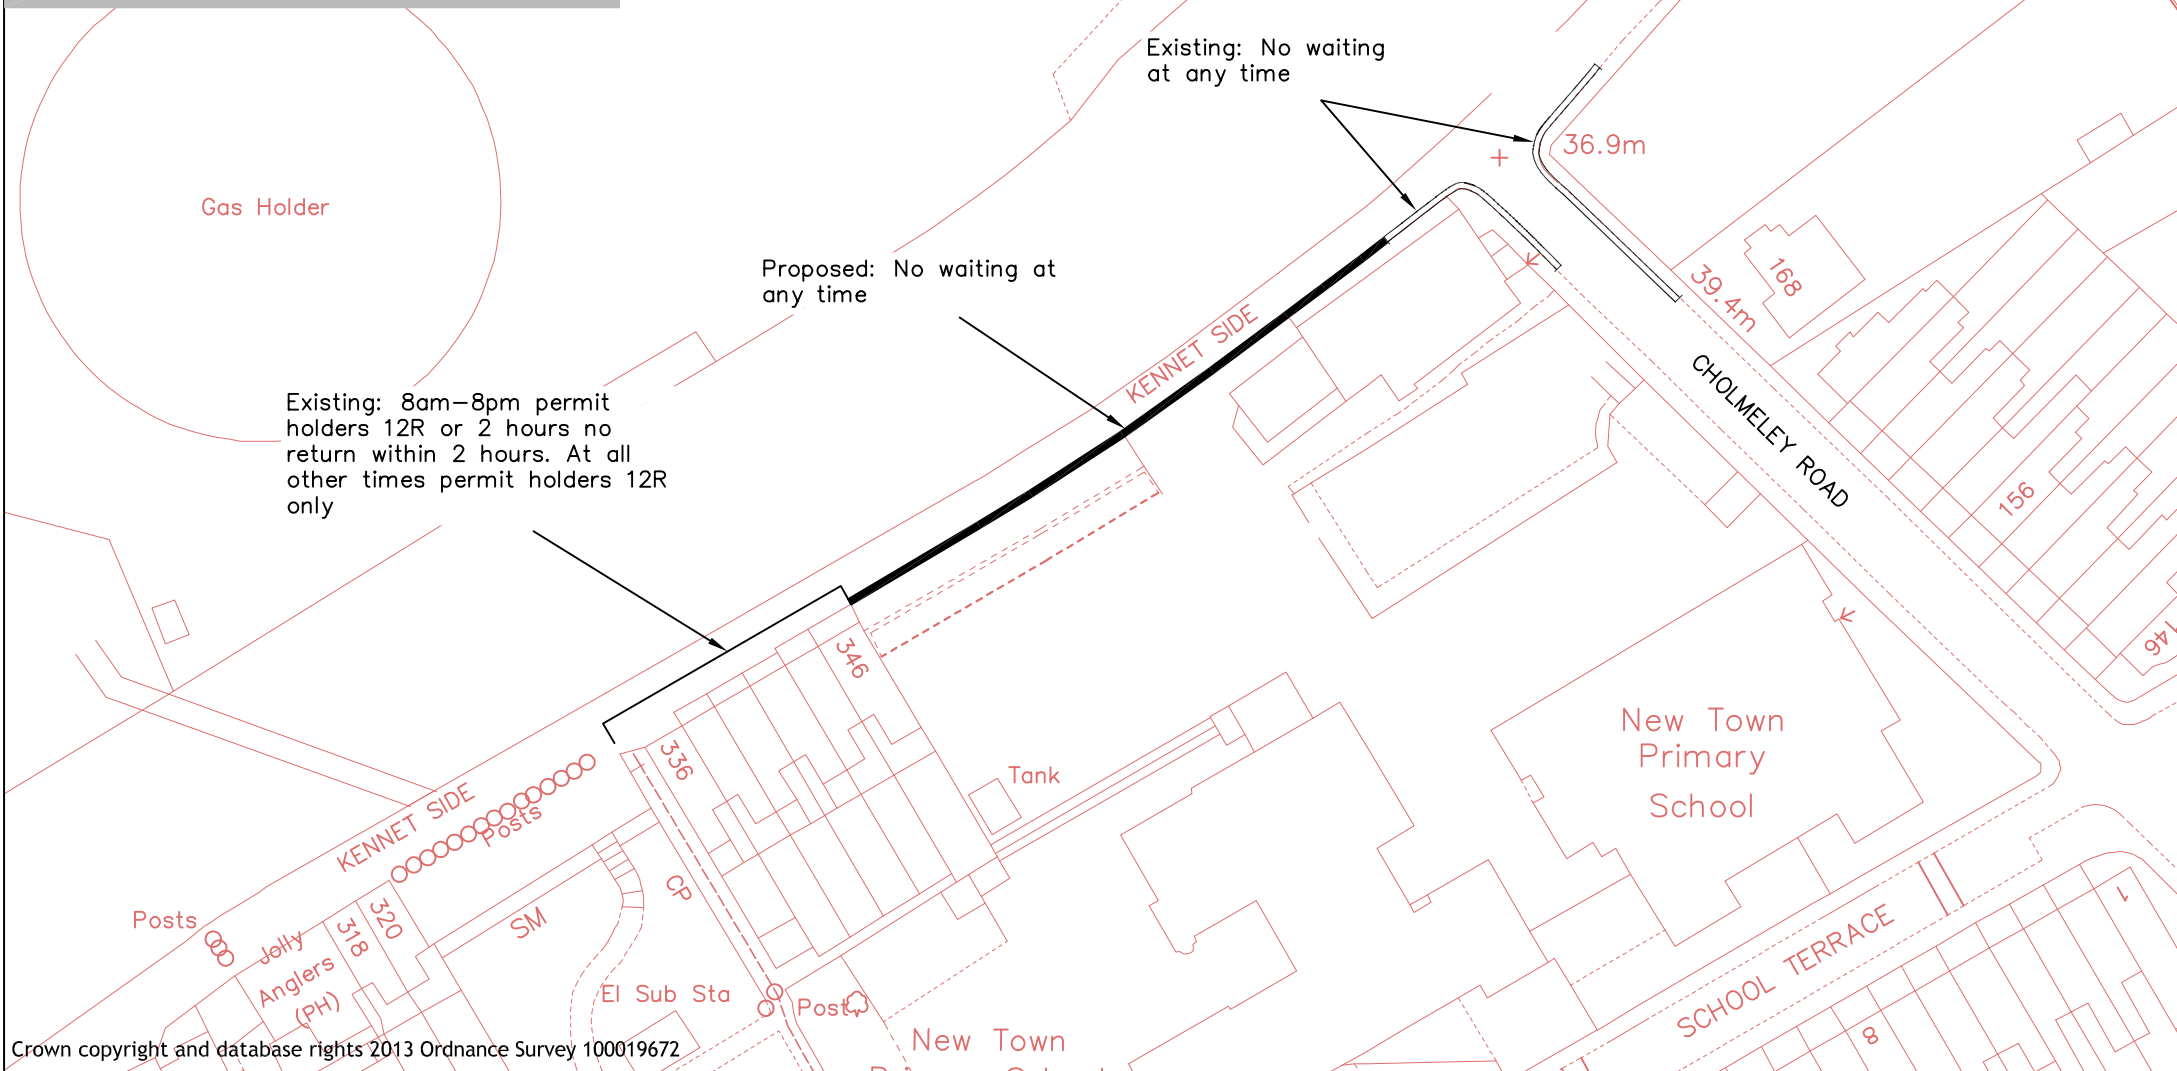 Existing: No waiting
at any time
36.9m
Gas Holder
Proposed: No waiting at
any time
39.4m
168
KENNET SIDE
CHOLMELEY ROAD
Existing: 8am-8pm permit
holders 12R or 2 hours no
return within 2 hours. At all
other times permit holders 12R
only
156
146
346
336
New Town
Primary
School
Tank
KENNET SIDE
Posts
Posts
CP
SM
320
318
Jolly
Anglers
(PH)
1
SCHOOL TERRACE
El Sub Sta
Post
8
New Town
Crown copyright and database rights 2013 Ordnance Survey 100019672